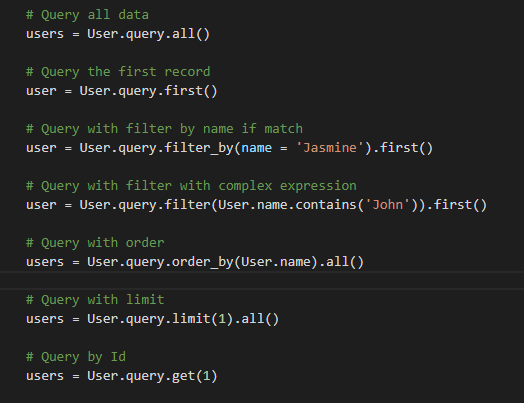 # Query all data
users = User.query.all()
# Query the first record
user = User.query.first()
# Query with filter by name if match
user = User.query.filter_by(name = 'Jasmine').first()
# Query with filter with complex expression
user = User.query.filter(User.name.contains('John')).first()
# Query with order
users = User.query.order_by(User.name).all()
# Query with limit
users = User.query.limit(1).all()
# Query by Id
users = User.query.get(1)